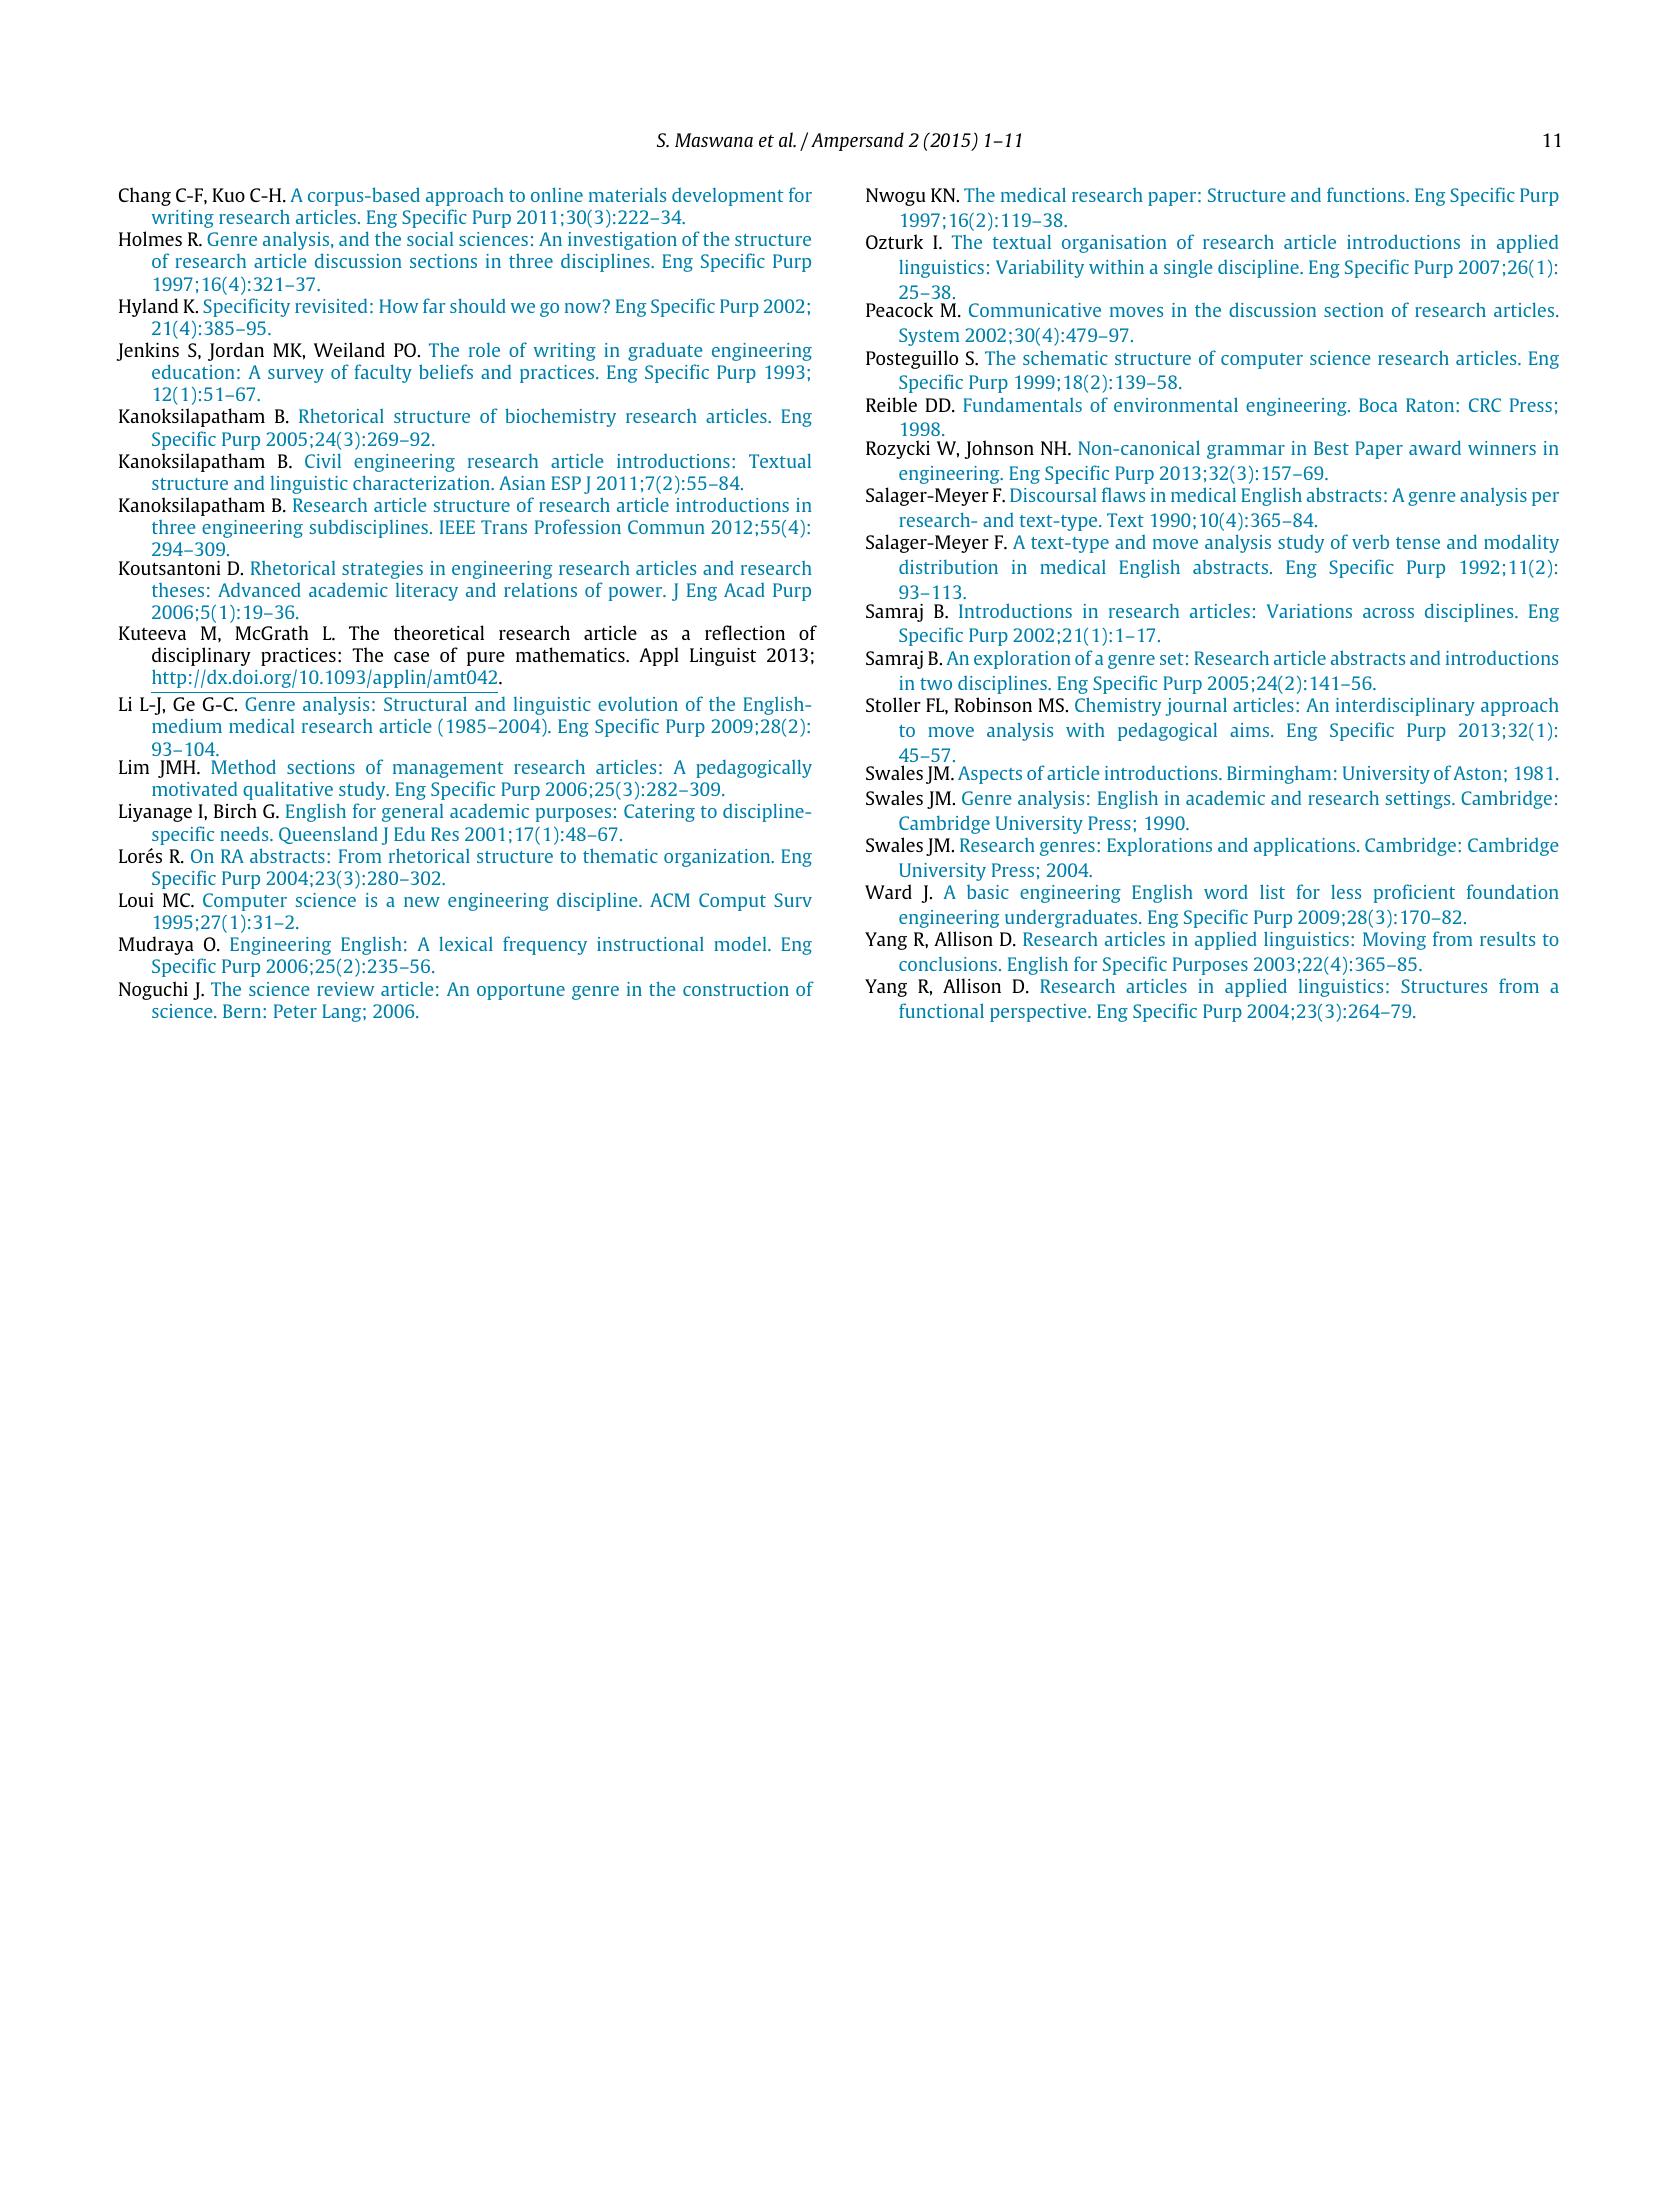 S. Maswana et al. / Ampersand 2 (2015) 1–11
11
Chang C-F, Kuo C-H. A corpus-based approach to online materials development for
writing research articles. Eng Specific Purp 2011;30(3):222–34.
Holmes R. Genre analysis, and the social sciences: An investigation of the structure
of research article discussion sections in three disciplines. Eng Specific Purp
1997;16(4):321–37.
Hyland K. Specificity revisited: How far should we go now? Eng Specific Purp 2002;
21(4):385–95.
Jenkins S, Jordan MK, Weiland PO. The role of writing in graduate engineering
education: A survey of faculty beliefs and practices. Eng Specific Purp 1993;
12(1):51–67.
Kanoksilapatham B. Rhetorical structure of biochemistry research articles. Eng
Specific Purp 2005;24(3):269–92.
Kanoksilapatham B. Civil engineering research article introductions: Textual
structure and linguistic characterization. Asian ESP J 2011;7(2):55–84.
Kanoksilapatham B. Research article structure of research article introductions in
three engineering subdisciplines. IEEE Trans Profession Commun 2012;55(4):
294–309.
Koutsantoni D. Rhetorical strategies in engineering research articles and research
theses: Advanced academic literacy and relations of power. J Eng Acad Purp
2006;5(1):19–36.
Kuteeva M, McGrath L. The theoretical research article as a reflection of
disciplinary practices: The case of pure mathematics. Appl Linguist 2013;
http://dx.doi.org/10.1093/applin/amt042.
Li L-J, Ge G-C. Genre analysis: Structural and linguistic evolution of the English-
medium medical research article (1985–2004). Eng Specific Purp 2009;28(2):
93–104.
Lim JMH. Method sections of management research articles: A pedagogically
motivated qualitative study. Eng Specific Purp 2006;25(3):282–309.
Liyanage I, Birch G. English for general academic purposes: Catering to discipline-
specific needs. Queensland J Edu Res 2001;17(1):48–67.
Lorés R. On RA abstracts: From rhetorical structure to thematic organization. Eng
Specific Purp 2004;23(3):280–302.
Loui MC. Computer science is a new engineering discipline. ACM Comput Surv
1995;27(1):31–2.
Mudraya O. Engineering English: A lexical frequency instructional model. Eng
Specific Purp 2006;25(2):235–56.
Noguchi J. The science review article: An opportune genre in the construction of
science. Bern: Peter Lang; 2006.
Nwogu KN. The medical research paper: Structure and functions. Eng Specific Purp
1997;16(2):119–38.
Ozturk I. The textual organisation of research article introductions in applied
linguistics: Variability within a single discipline. Eng Specific Purp 2007;26(1):
25–38.
Peacock M. Communicative moves in the discussion section of research articles.
System 2002;30(4):479–97.
Posteguillo S. The schematic structure of computer science research articles. Eng
Specific Purp 1999;18(2):139–58.
Reible DD. Fundamentals of environmental engineering. Boca Raton: CRC Press;
1998.
Rozycki W, Johnson NH. Non-canonical grammar in Best Paper award winners in
engineering. Eng Specific Purp 2013;32(3):157–69.
Salager-Meyer F. Discoursal flaws in medical English abstracts: A genre analysis per
research- and text-type. Text 1990;10(4):365–84.
Salager-Meyer F. A text-type and move analysis study of verb tense and modality
distribution in medical English abstracts. Eng Specific Purp 1992;11(2):
93–113.
Samraj B. Introductions in research articles: Variations across disciplines. Eng
Specific Purp 2002;21(1):1–17.
Samraj B. An exploration of a genre set: Research article abstracts and introductions
in two disciplines. Eng Specific Purp 2005;24(2):141–56.
Stoller FL, Robinson MS. Chemistry journal articles: An interdisciplinary approach
to move analysis with pedagogical aims. Eng Specific Purp 2013;32(1):
45–57.
Swales JM. Aspects of article introductions. Birmingham: University of Aston; 1981.
Swales JM. Genre analysis: English in academic and research settings. Cambridge:
Cambridge University Press; 1990.
Swales JM. Research genres: Explorations and applications. Cambridge: Cambridge
University Press; 2004.
Ward J. A basic engineering English word list for less proficient foundation
engineering undergraduates. Eng Specific Purp 2009;28(3):170–82.
Yang R, Allison D. Research articles in applied linguistics: Moving from results to
conclusions. English for Specific Purposes 2003;22(4):365–85.
Yang R, Allison D. Research articles in applied linguistics: Structures from a
functional perspective. Eng Specific Purp 2004;23(3):264–79.